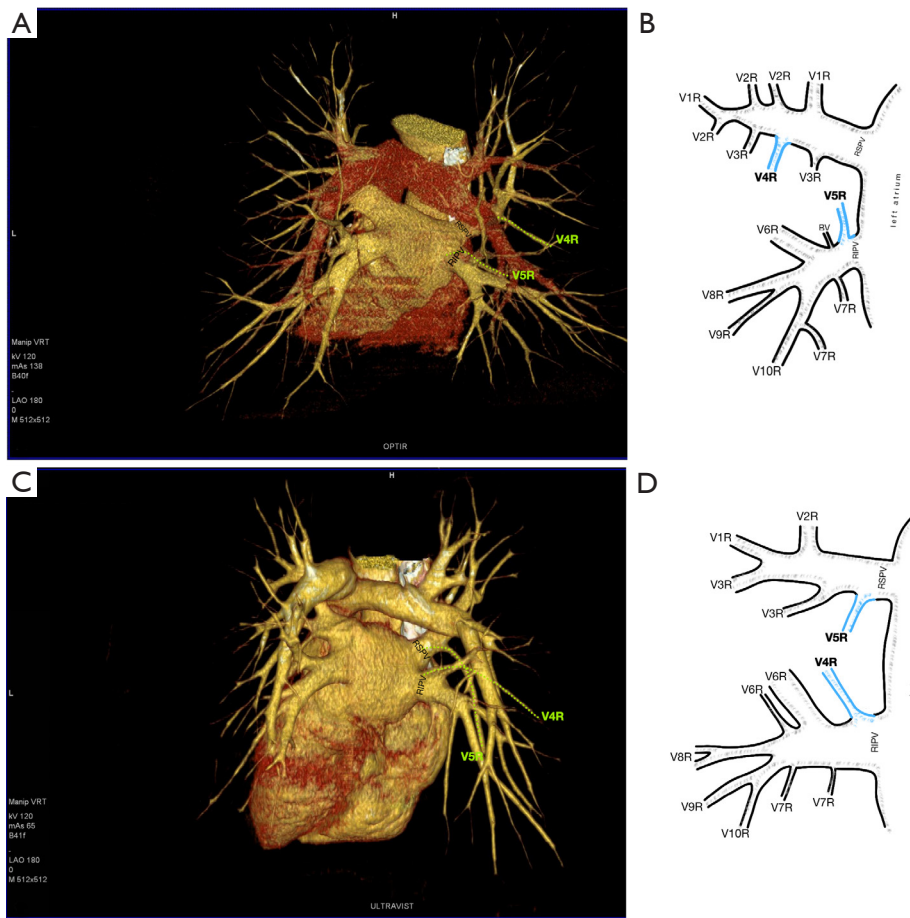 A
H
L
V4R
RSPV
RIPV
V5R
Manip VRT
kV 120
mAs 138
B40f
-
LAO 180
0
M 512x512
OPTIR
B
V2R
V2R
V1R
V1R
V2R
V3R
V4R
V3R
RSPV
V5R
left atrium
V6R
RV
RIPV
V8R
V7R
V9R
V7R
V10R
C
H
L
RSPV
RIPV
V4R
V5R
Manip VRT
kV 120
mAs 65
B41f
-
LAO 180
0
M 512x512
ULTRAVIST
D
V2R
V1R
RSPV
V3R
V3R
V5R
V4R
V6R
V6R
RIPV
V8R
V9R
V7R
V7R
V10R